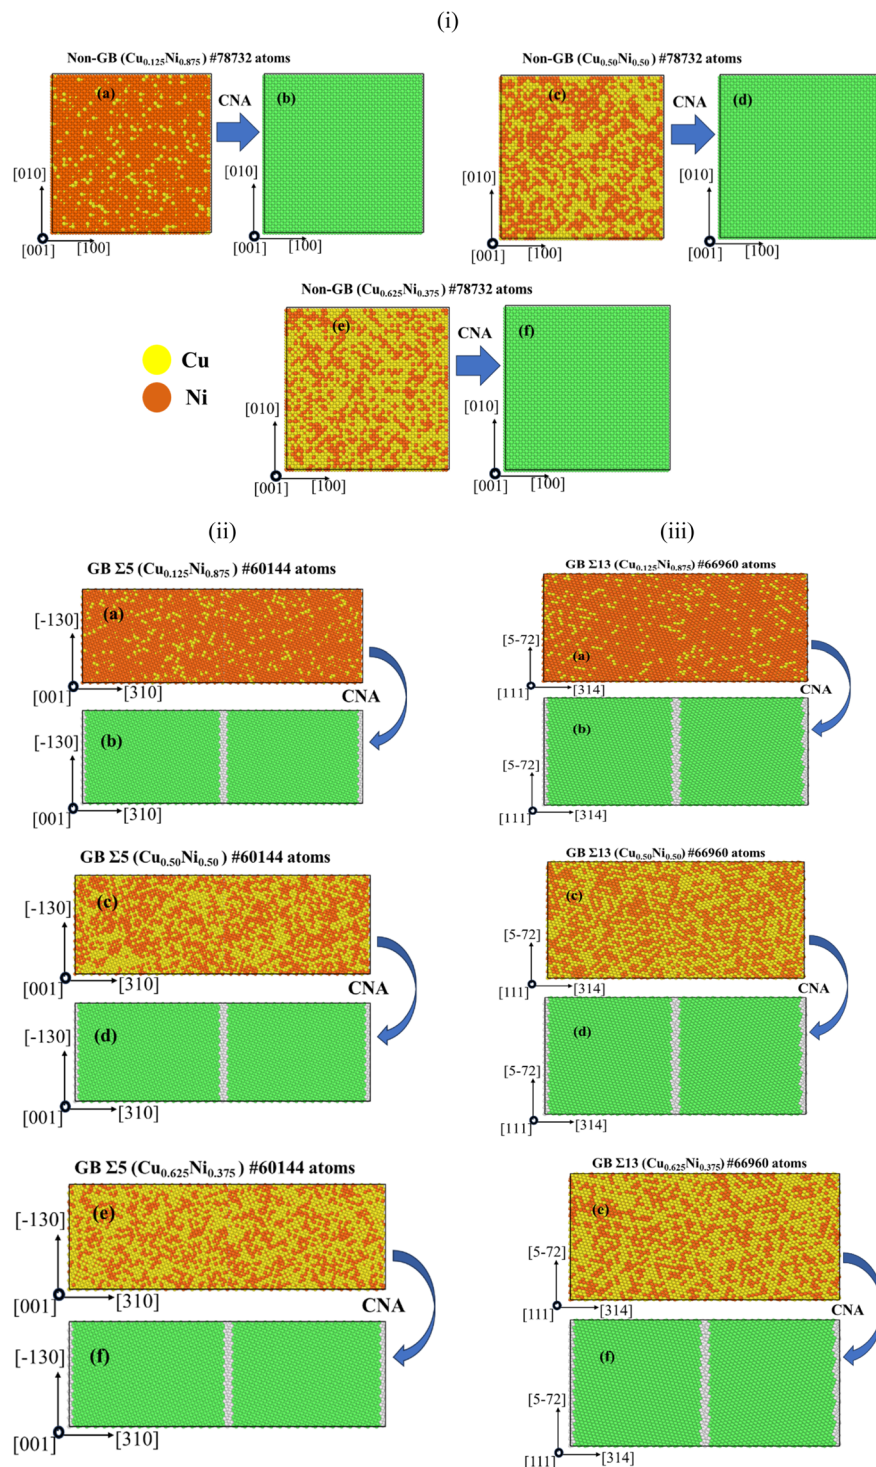 (i)
Non-GB (Cu0.125Ni0.875) #78732 atoms
(a)
CNA
(b)
[010]
[010]
[001]
[100]
[001]
[100]
Non-GB (Cu0.50Ni0.50) #78732 atoms
(c)
CNA
(d)
[010]
[010]
[001]
[100]
[001]
[100]
Non-GB (Cu0.625Ni0.375) #78732 atoms
(e)
CNA
(f)
Cu
Ni
[010]
[010]
[001]
[100]
[001]
[100]
(ii)
GB Σ5 (Cu0.125Ni0.875) #60144 atoms
(a)
[-130]
[001]
[310]
CNA
(b)
[-130]
[001]
[310]
GB Σ5 (Cu0.50Ni0.50) #60144 atoms
(c)
[-130]
[001]
[310]
CNA
(d)
[-130]
[001]
[310]
GB Σ5 (Cu0.625Ni0.375) #60144 atoms
(e)
[-130]
[001]
[310]
CNA
(f)
[-130]
[001]
[310]
(iii)
GB Σ13 (Cu0.125Ni0.875) #66960 atoms
(a)
[5-72]
[111]
[314]
CNA
(b)
[5-72]
[111]
[314]
GB Σ13 (Cu0.50Ni0.50) #66960 atoms
(c)
[5-72]
[111]
[314]
CNA
(d)
[5-72]
[111]
[314]
GB Σ13 (Cu0.625Ni0.375) #66960 atoms
(e)
[5-72]
[111]
[314]
CNA
(f)
[5-72]
[111]
[314]